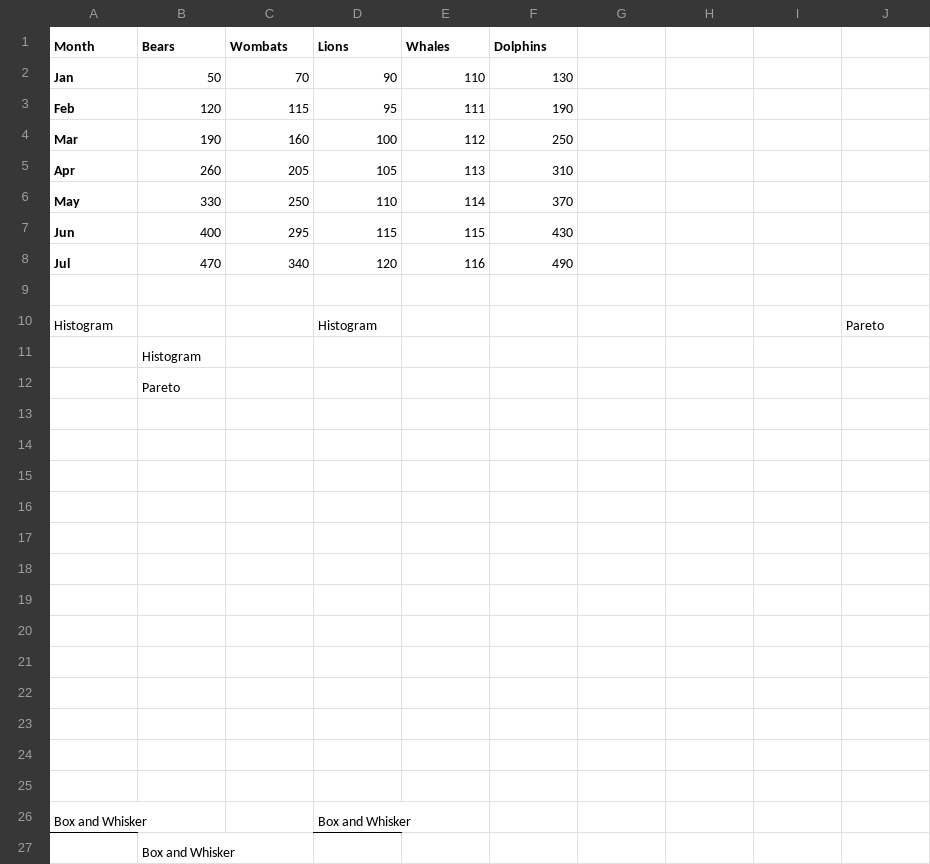 A B C D E F G H I J
1 Month Bears Wombats Lions Whales Dolphins
2 Jan 50 70 90 110 130
3 Feb 120 115 95 111 190
4 Mar 190 160 100 112 250
5 Apr 260 205 105 113 310
6 May 330 250 110 114 370
7 Jun 400 295 115 115 430
8 Jul 470 340 120 116 490
9
10 Histogram Histogram Pareto
11 Histogram
12 Pareto
13
14
15
16
17
18
19
20
21
22
23
24
25
26 Box and Whisker Box and Whisker
27 Box and Whisker